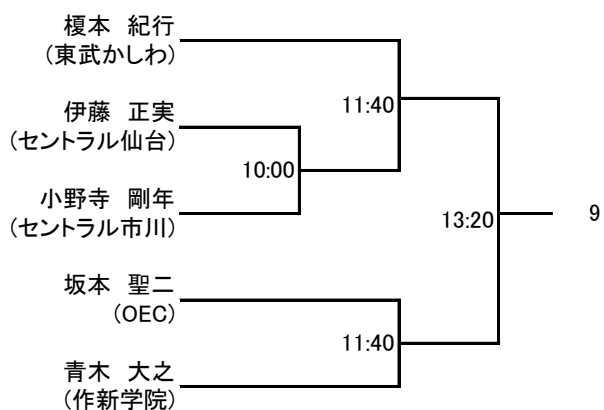 榎本　紀行
（東武かしわ）
11:40
伊藤　正実
（セントラル仙台）
10:00
小野寺　剛年
（セントラル市川）
13:20
9
坂本　聖二
（OEC）
11:40
青木　大之
（作新学院）